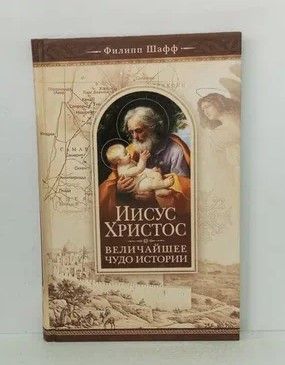 Филипп Шафф
Иисус
Христос
величайшее
чудо истории